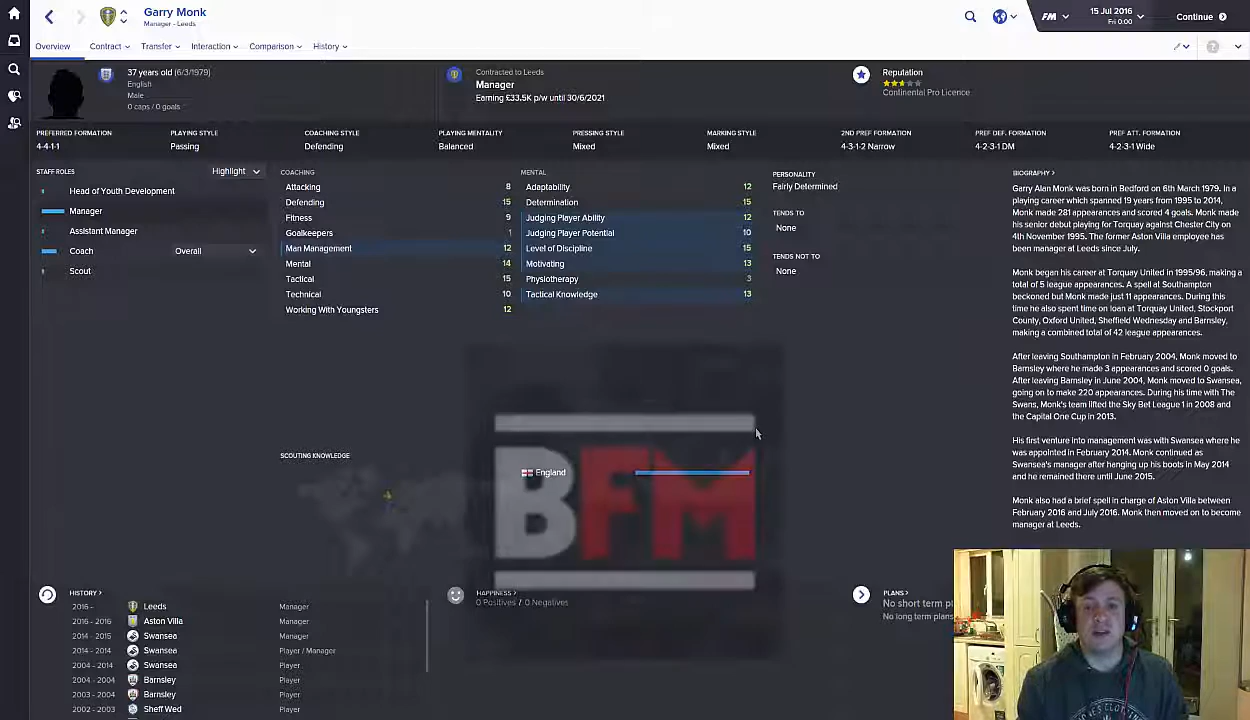 Garry Monk
Manager - Leeds
FM
15 Jul 2016
Fri 0:00
Continue
Overview
Contract
Transfer
Interaction
Comparison
History
37 years old (6/3/1979)
English
Male
0 caps / 0 goals
Contracted to Leeds
Manager
Earning £33.5K p/w until 30/6/2021
Reputation
Continental Pro Licence
PREFERRED FORMATION
4-4-1-1
PLAYING STYLE
Passing
COACHING STYLE
Defending
PLAYING MENTALITY
Balanced
PRESSING STYLE
Mixed
MARKING STYLE
Mixed
2ND PREF FORMATION
4-3-1-2 Narrow
PREF DEF. FORMATION
4-2-3-1 DM
PREF ATT. FORMATION
4-2-3-1 Wide
STAFF ROLES
Highlight
Head of Youth Development
Manager
Assistant Manager
Coach Overall
Scout
COACHING
Attacking 8
Defending 15
Fitness 9
Goalkeepers 1
Man Management 12
Mental 14
Tactical 15
Technical 10
Working With Youngsters 12
MENTAL
Adaptability 12
Determination 15
Judging Player Ability 12
Judging Player Potential 10
Level of Discipline 15
Motivating 13
Physiotherapy 3
Tactical Knowledge 13
PERSONALITY
Fairly Determined
TENDS TO
None
TENDS NOT TO
None
BIOGRAPHY >
Garry Alan Monk was born in Bedford on 6th March 1979. In a
playing career which spanned 19 years from 1995 to 2014,
Monk made 281 appearances and scored 4 goals. Monk made
his senior debut playing for Torquay against Chester City on
4th November 1995. The former Aston Villa employee has
been manager at Leeds since July.
Monk began his career at Torquay United in 1995/96, making a
total of 5 league appearances. A spell at Southampton
beckoned but Monk made just 11 appearances. During this
time he also spent time on loan at Torquay United, Stockport
County, Oxford United, Sheffield Wednesday and Barnsley,
making a combined total of 42 league appearances.
After leaving Southampton in February 2004, Monk moved to
Barnsley where he made 3 appearances and scored 0 goals.
After leaving Barnsley in June 2004, Monk moved to Swansea,
going on to make 220 appearances. During his time with The
Swans, Monk's team lifted the Sky Bet League 1 in 2008 and
the Capital One Cup in 2013.
His first venture into management was with Swansea where he
was appointed in February 2014. Monk continued as
Swansea's manager after hanging up his boots in May 2014
and he remained there until June 2015.
Monk also had a brief spell in charge of Aston Villa between
February 2016 and July 2016. Monk then moved on to become
manager at Leeds.
SCOUTING KNOWLEDGE
England
BFM
HISTORY >
2016 - Leeds Manager
2016 - 2016 Aston Villa Manager
2014 - 2015 Swansea Manager
2014 - 2014 Swansea Player / Manager
2004 - 2014 Swansea Player
2004 - 2004 Barnsley Player
2003 - 2004 Barnsley Player
2002 - 2003 Sheff Wed Player
HAPPINESS >
0 Positives / 0 Negatives
PLANS >
No short term
No long term plans